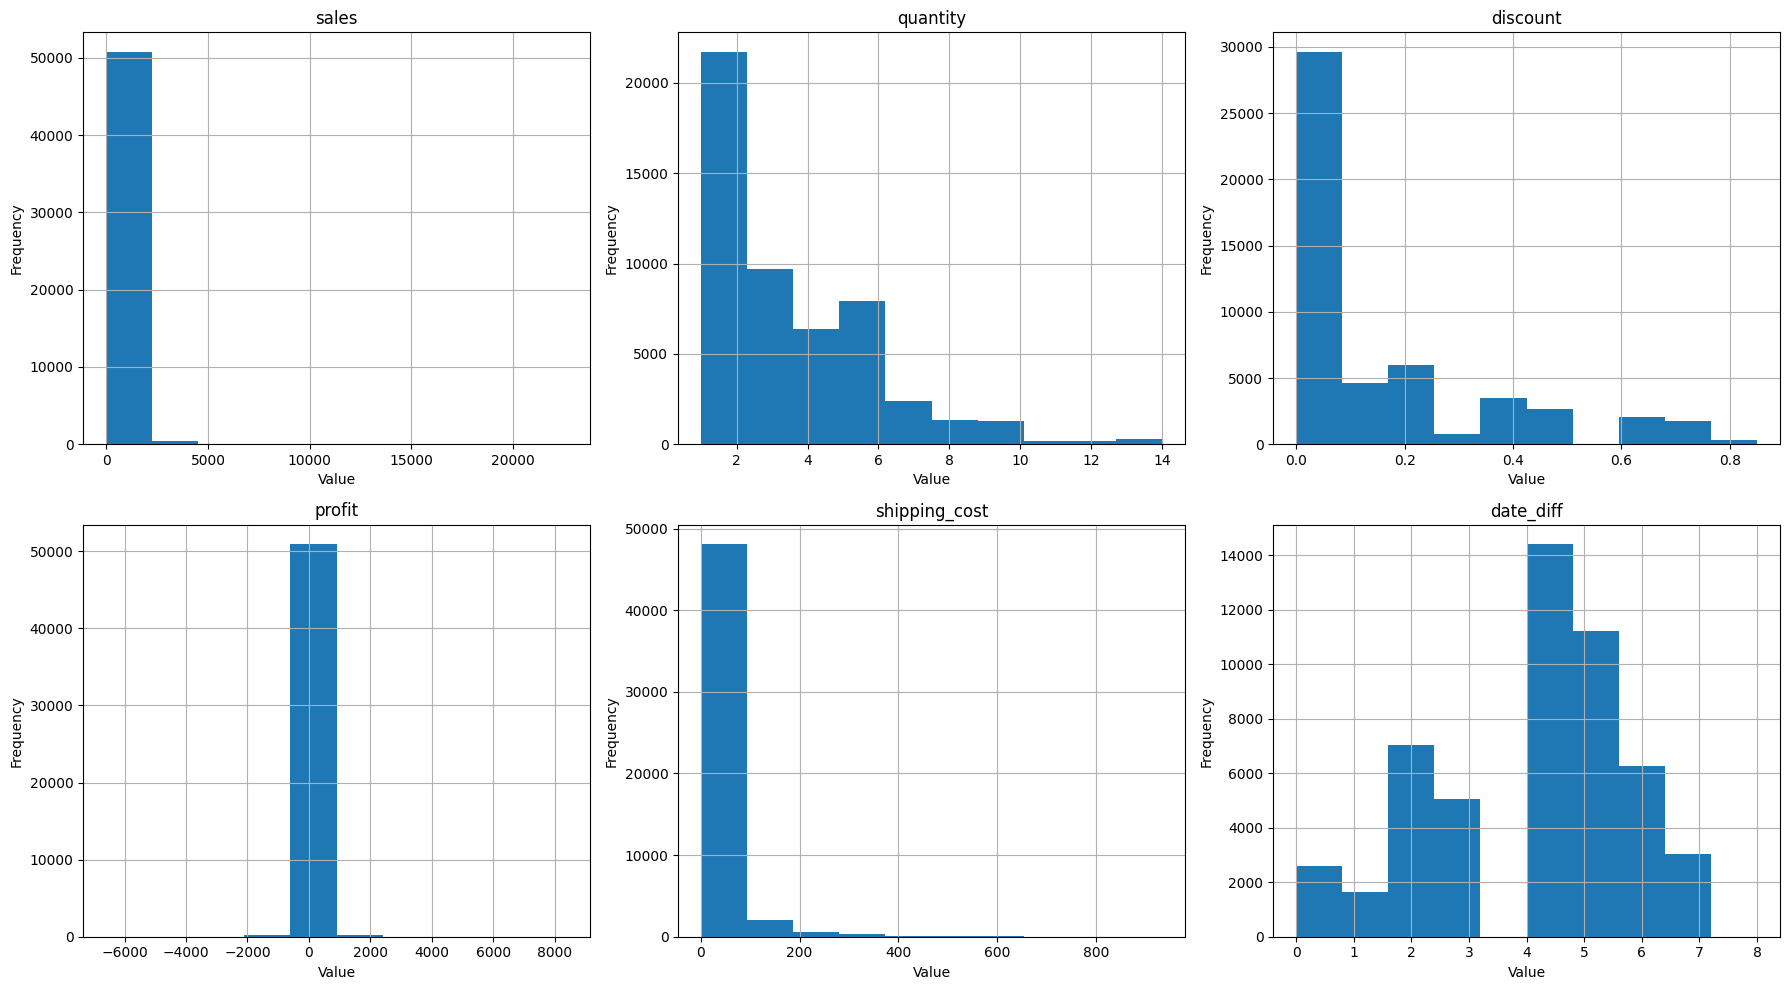 sales
50000
40000
30000
20000
10000
0
Frequency
0 5000 10000 15000 20000
Value
quantity
20000
15000
10000
5000
0
Frequency
2 4 6 8 10 12 14
Value
discount
30000
25000
20000
15000
10000
5000
0
Frequency
0.0 0.2 0.4 0.6 0.8
Value
profit
50000
40000
30000
20000
10000
0
Frequency
−6000 −4000 −2000 0 2000 4000 6000 8000
Value
shipping_cost
50000
40000
30000
20000
10000
0
Frequency
0 200 400 600 800
Value
date_diff
14000
12000
10000
8000
6000
4000
2000
0
Frequency
0 1 2 3 4 5 6 7 8
Value